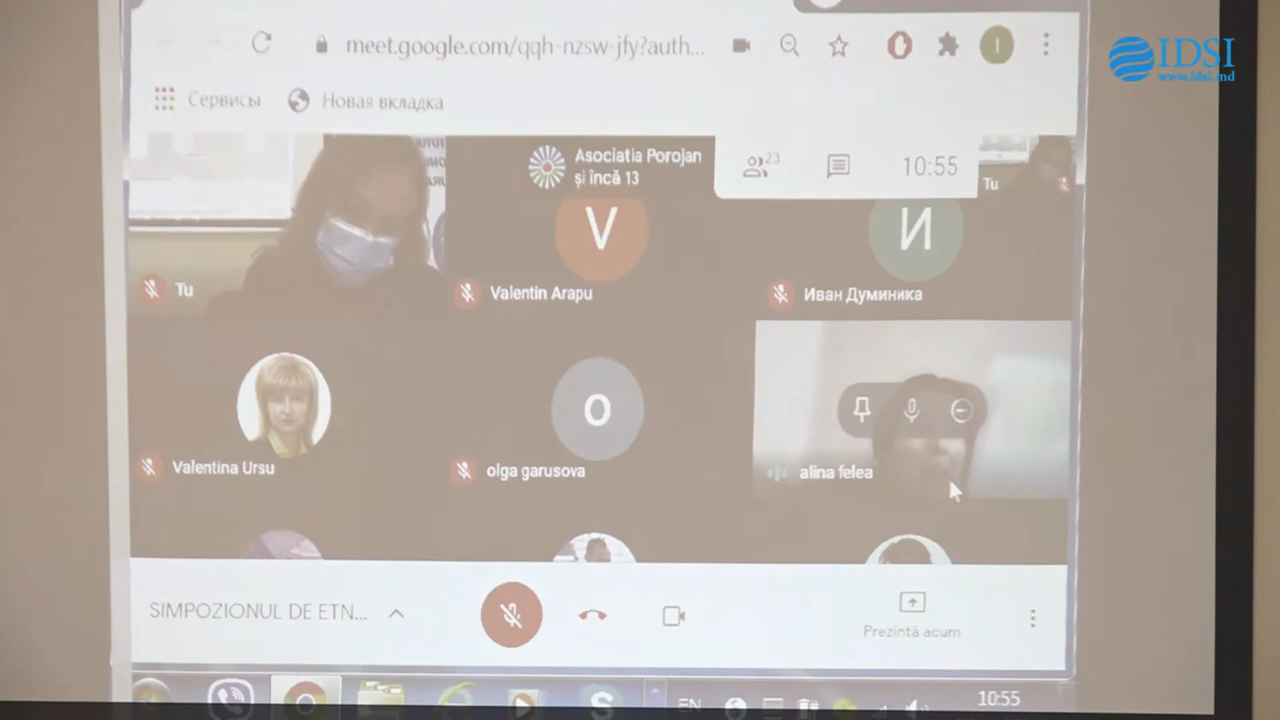 meet.google.com/qqh-nzsw-jfy?auth...
I
IDSI
www.idsi.md
Сервисы
Новая вкладка
Asociatia Porojan
și încă 13
23
10:55
Tu
V
И
Tu
Valentin Arapu
Иван Думиника
o
Valentina Ursu
olga garusova
alina felea
SIMPOZIONUL DE ETN...
Prezintă acum
EN
10:55